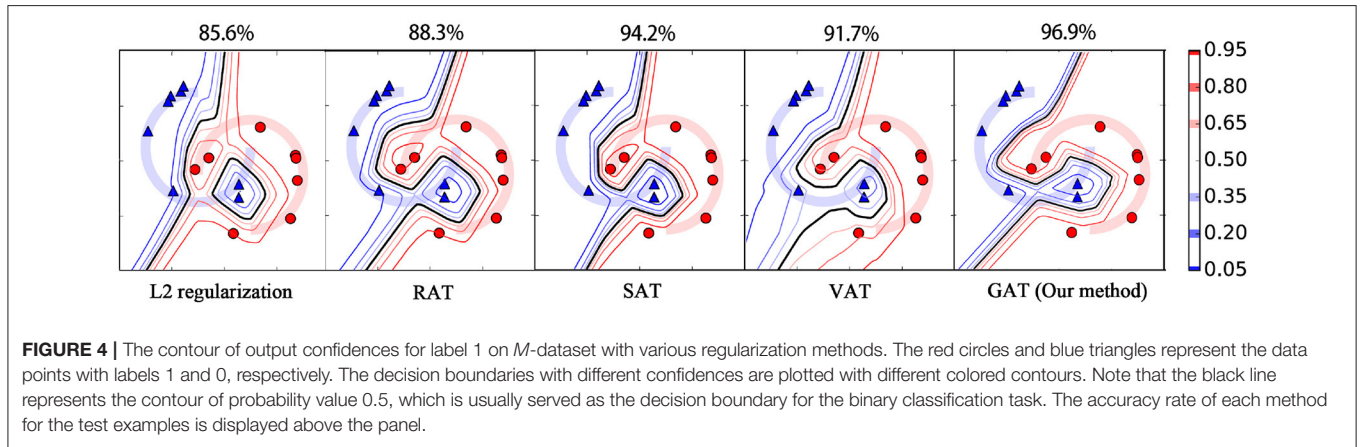 85.6% 88.3% 94.2% 91.7% 96.9%
0.95
0.80
0.65
0.50
0.35
0.20
0.05
L2 regularization RAT SAT VAT GAT (Our method)
FIGURE 4 | The contour of output confidences for label 1 on M-dataset with various regularization methods. The red circles and blue triangles represent the data
points with labels 1 and 0, respectively. The decision boundaries with different confidences are plotted with different colored contours. Note that the black line
represents the contour of probability value 0.5, which is usually served as the decision boundary for the binary classification task. The accuracy rate of each method
for the test examples is displayed above the panel.